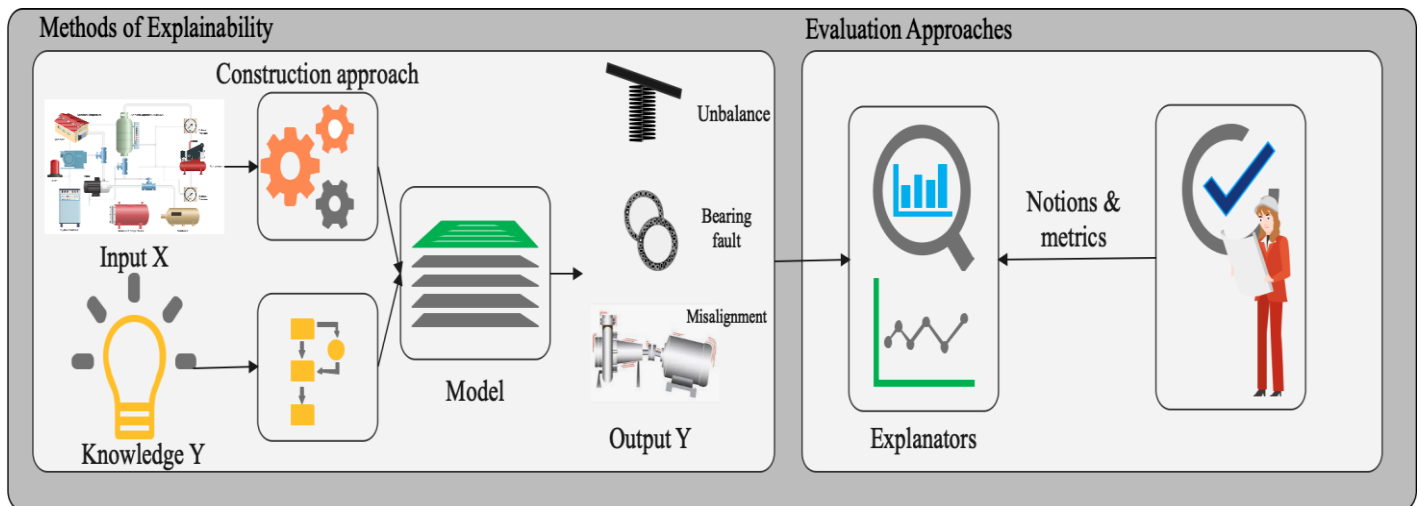 Methods of Explainability
Evaluation Approaches
Construction approach
Unbalance
Input X
Bearing
fault
Notions &
metrics
Misalignment
Model
Knowledge Y
Output Y
Explanators